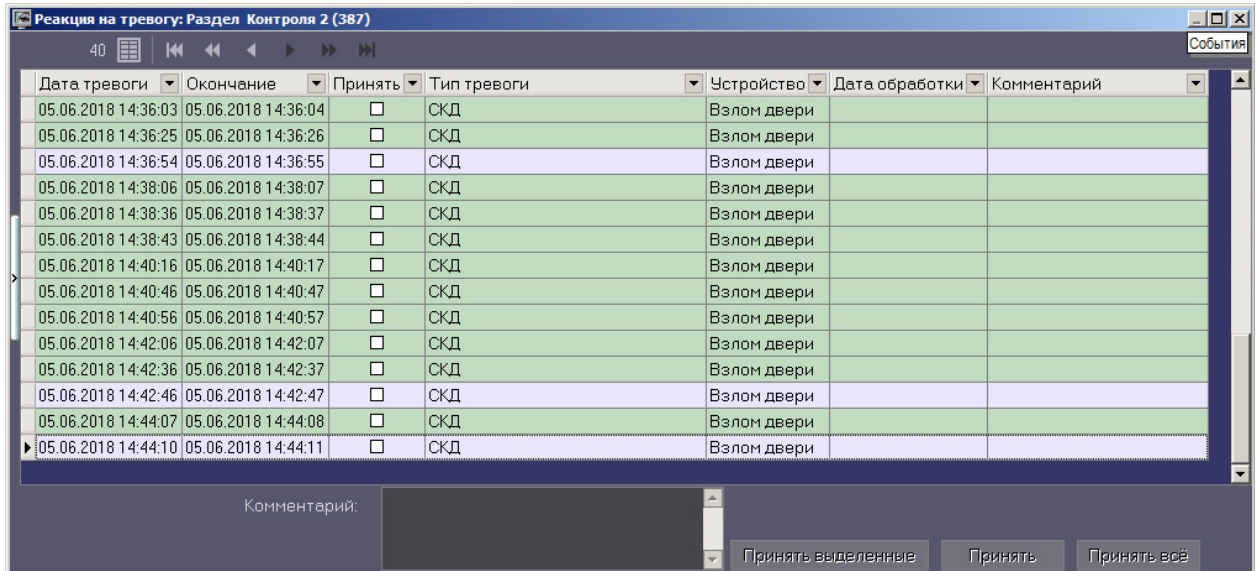 Реакция на тревогу: Раздел Контроля 2 (387)
События
40
Дата тревоги Окончание Принять Тип тревоги Устройство Дата обработки Комментарий
05.06.2018 14:36:03 05.06.2018 14:36:04 СКД Взлом двери
05.06.2018 14:36:25 05.06.2018 14:36:26 СКД Взлом двери
05.06.2018 14:36:54 05.06.2018 14:36:55 СКД Взлом двери
05.06.2018 14:38:06 05.06.2018 14:38:07 СКД Взлом двери
05.06.2018 14:38:36 05.06.2018 14:38:37 СКД Взлом двери
05.06.2018 14:38:43 05.06.2018 14:38:44 СКД Взлом двери
05.06.2018 14:40:16 05.06.2018 14:40:17 СКД Взлом двери
05.06.2018 14:40:46 05.06.2018 14:40:47 СКД Взлом двери
05.06.2018 14:40:56 05.06.2018 14:40:57 СКД Взлом двери
05.06.2018 14:42:06 05.06.2018 14:42:07 СКД Взлом двери
05.06.2018 14:42:36 05.06.2018 14:42:37 СКД Взлом двери
05.06.2018 14:42:46 05.06.2018 14:42:47 СКД Взлом двери
05.06.2018 14:44:07 05.06.2018 14:44:08 СКД Взлом двери
05.06.2018 14:44:10 05.06.2018 14:44:11 СКД Взлом двери
Комментарий:
Принять выделенные Принять Принять всё